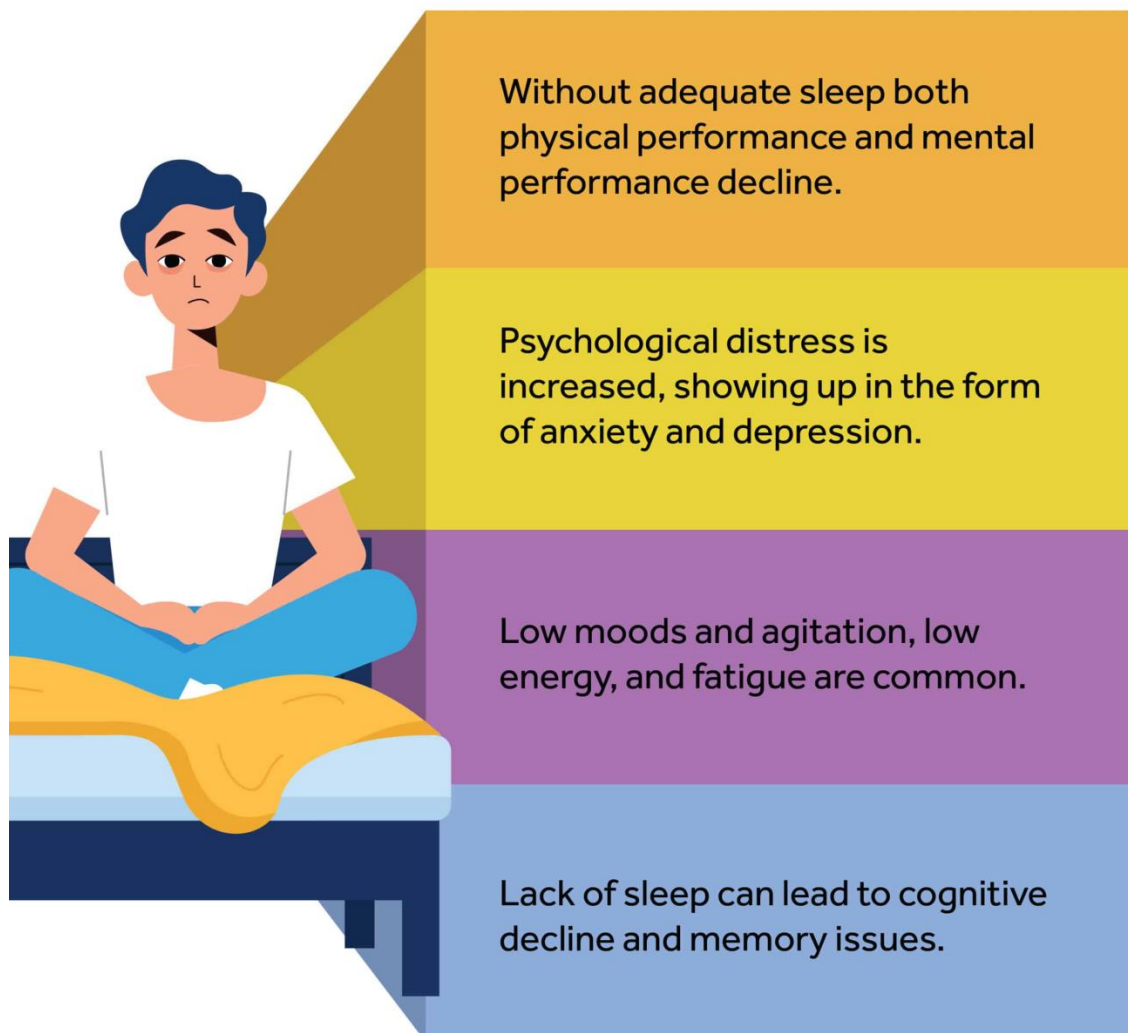 Without adequate sleep both
physical performance and mental
performance decline.
Psychological distress is
increased, showing up in the form
of anxiety and depression.
Low moods and agitation, low
energy, and fatigue are common.
Lack of sleep can lead to cognitive
decline and memory issues.